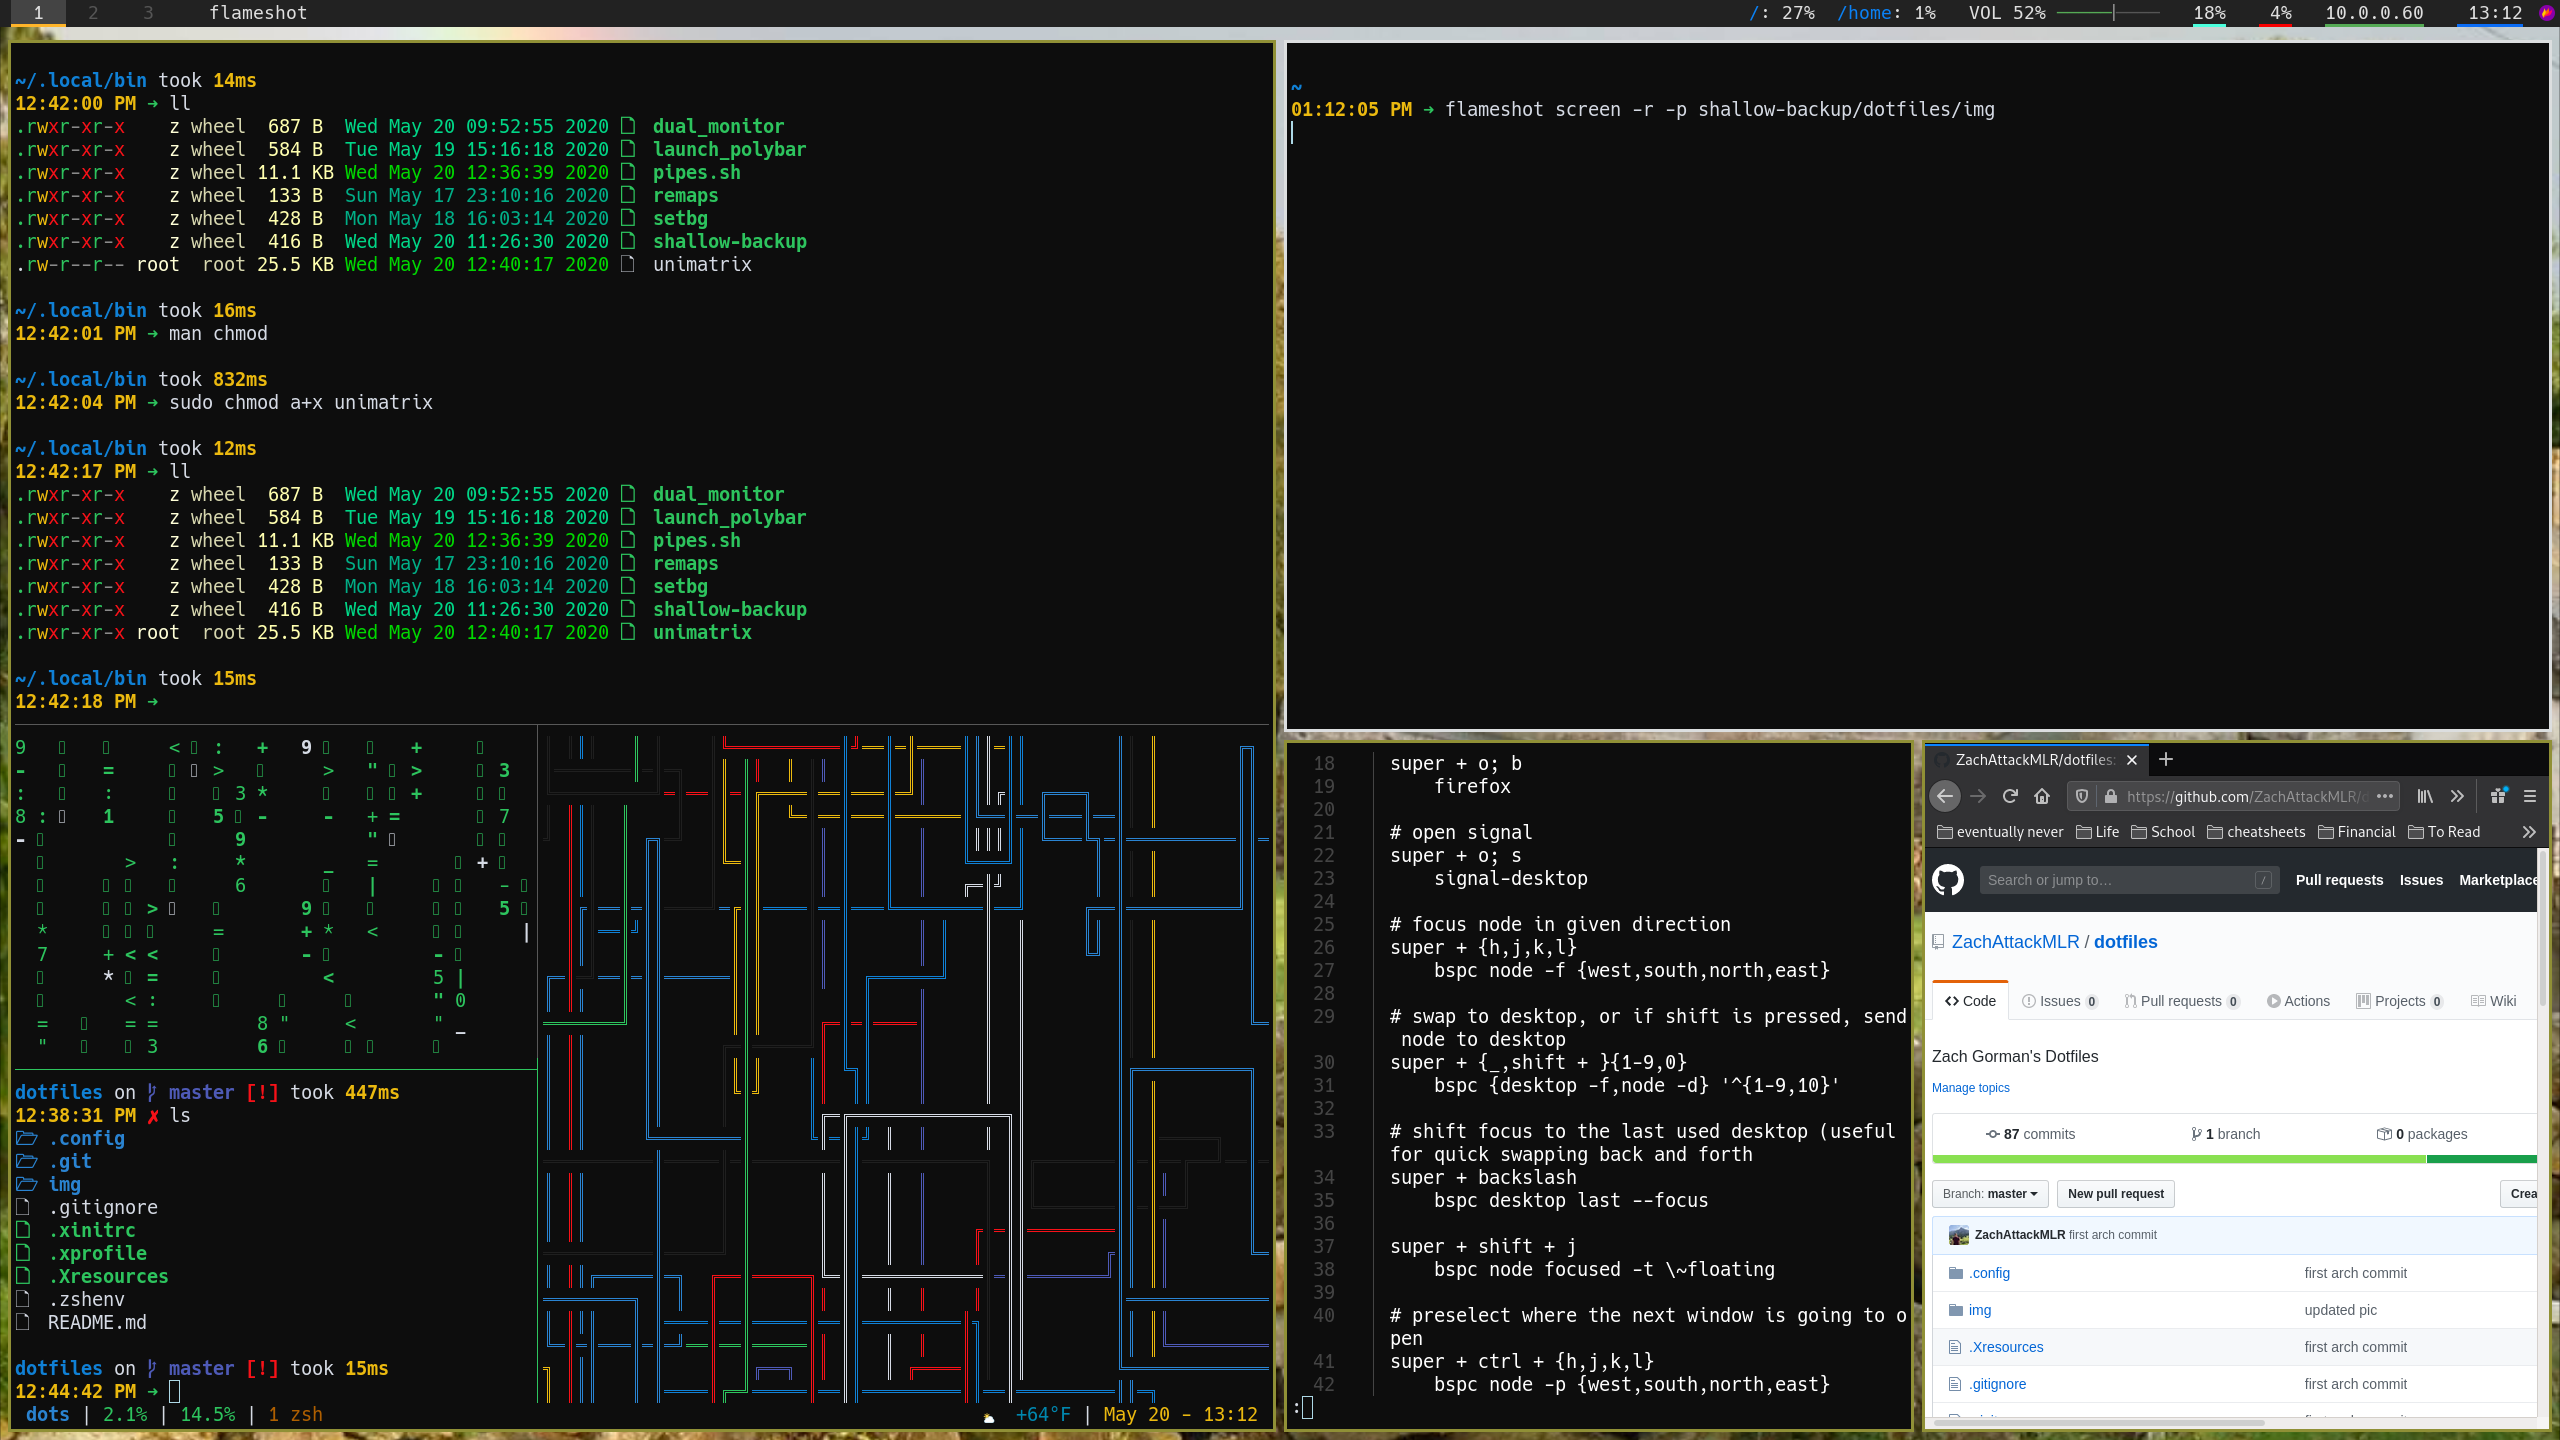 1 2 3 flameshot /: 27% /home: 1% VOL 52% 18% 4% 10.0.0.60 13:12
~/.local/bin took 14ms
12:42:00 PM ➜ ll
.rwxr-xr-x z wheel 687 B Wed May 20 09:52:55 2020 dual_monitor
.rwxr-xr-x z wheel 584 B Tue May 19 15:16:18 2020 launch_polybar
.rwxr-xr-x z wheel 11.1 KB Wed May 20 12:36:39 2020 pipes.sh
.rwxr-xr-x z wheel 133 B Sun May 17 23:10:16 2020 remaps
.rwxr-xr-x z wheel 428 B Mon May 18 16:03:14 2020 setbg
.rwxr-xr-x z wheel 416 B Wed May 20 11:26:30 2020 shallow-backup
.rw-r--r-- root root 25.5 KB Wed May 20 12:40:17 2020 unimatrix
~/.local/bin took 16ms
12:42:01 PM ➜ man chmod
~/.local/bin took 832ms
12:42:04 PM ➜ sudo chmod a+x unimatrix
~/.local/bin took 12ms
12:42:17 PM ➜ ll
.rwxr-xr-x z wheel 687 B Wed May 20 09:52:55 2020 dual_monitor
.rwxr-xr-x z wheel 584 B Tue May 19 15:16:18 2020 launch_polybar
.rwxr-xr-x z wheel 11.1 KB Wed May 20 12:36:39 2020 pipes.sh
.rwxr-xr-x z wheel 133 B Sun May 17 23:10:16 2020 remaps
.rwxr-xr-x z wheel 428 B Mon May 18 16:03:14 2020 setbg
.rwxr-xr-x z wheel 416 B Wed May 20 11:26:30 2020 shallow-backup
.rwxr-xr-x root root 25.5 KB Wed May 20 12:40:17 2020 unimatrix
~/.local/bin took 15ms
12:42:18 PM ➜
dotfiles on master [!] took 447ms
12:38:31 PM ✗ ls
.config
.git
img
.gitignore
.xinitrc
.xprofile
.Xresources
.zshenv
README.md
dotfiles on master [!] took 15ms
12:44:42 PM ➜
dots | 2.1% | 14.5% | 1 zsh +64°F | May 20 - 13:12
~
01:12:05 PM ➜ flameshot screen -r -p shallow-backup/dotfiles/img
18 super + o; b
19 firefox
20
21 # open signal
22 super + o; s
23 signal-desktop
24
25 # focus node in given direction
26 super + {h,j,k,l}
27 bspc node -f {west,south,north,east}
28
29 # swap to desktop, or if shift is pressed, send
node to desktop
30 super + {_,shift + }{1-9,0}
31 bspc {desktop -f,node -d} '^{1-9,10}'
32
33 # shift focus to the last used desktop (useful
for quick swapping back and forth
34 super + backslash
35 bspc desktop last --focus
36
37 super + shift + j
38 bspc node focused -t \~floating
39
40 # preselect where the next window is going to o
pen
41 super + ctrl + {h,j,k,l}
42 bspc node -p {west,south,north,east}
:
ZachAttackMLR/dotfiles:
https://github.com/ZachAttackMLR/d
eventually never Life School cheatsheets Financial To Read
Search or jump to… / Pull requests Issues Marketplace
ZachAttackMLR / dotfiles
Code Issues 0 Pull requests 0 Actions Projects 0 Wiki
Zach Gorman's Dotfiles
Manage topics
87 commits 1 branch 0 packages
Branch: master New pull request Crea
ZachAttackMLR first arch commit
.config first arch commit
img updated pic
.Xresources first arch commit
.gitignore first arch commit